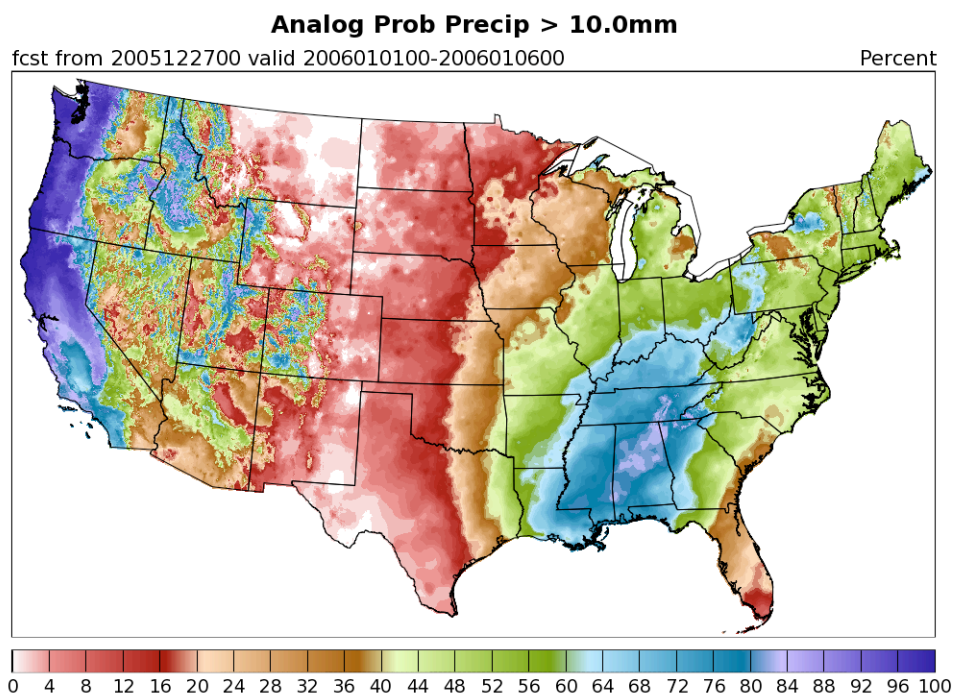 Analog Prob Precip > 10.0mm
fcst from 2005122700 valid 2006010100-2006010600 Percent
0 4 8 12 16 20 24 28 32 36 40 44 48 52 56 60 64 68 72 76 80 84 88 92 96 100